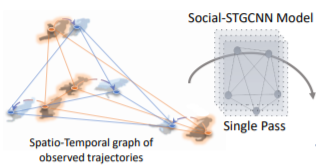 Social-STGCNN Model
Single Pass
Spatio-Temporal graph of
observed trajectories